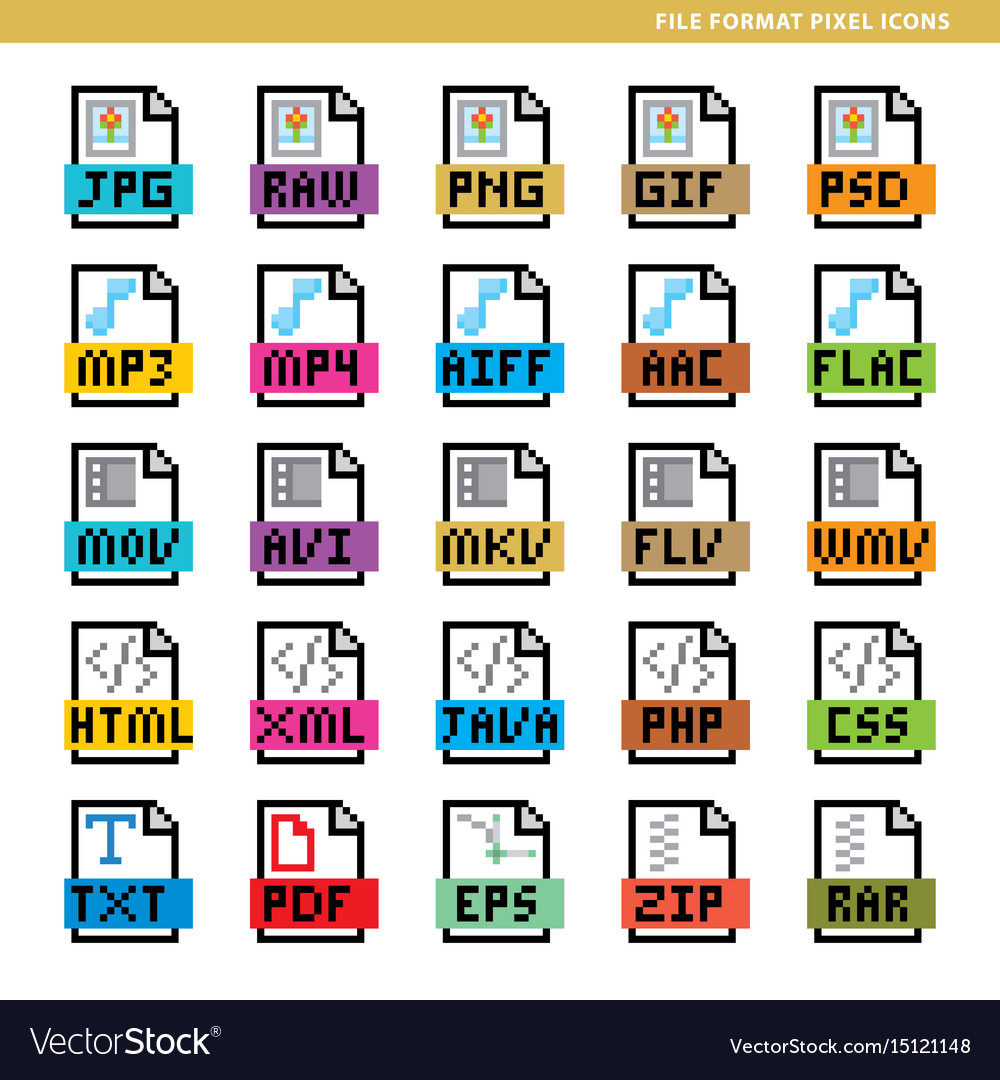 FILE FORMAT PIXEL ICONS
JPG RAW PNG GIF PSD
MP3 MP4 AIFF AAC FLAC
MOV AVI MKV FLV WMV
HTML XML JAVA PHP CSS
T
TXT PDF EPS ZIP RAR
VectorStock® VectorStock.com/15121148